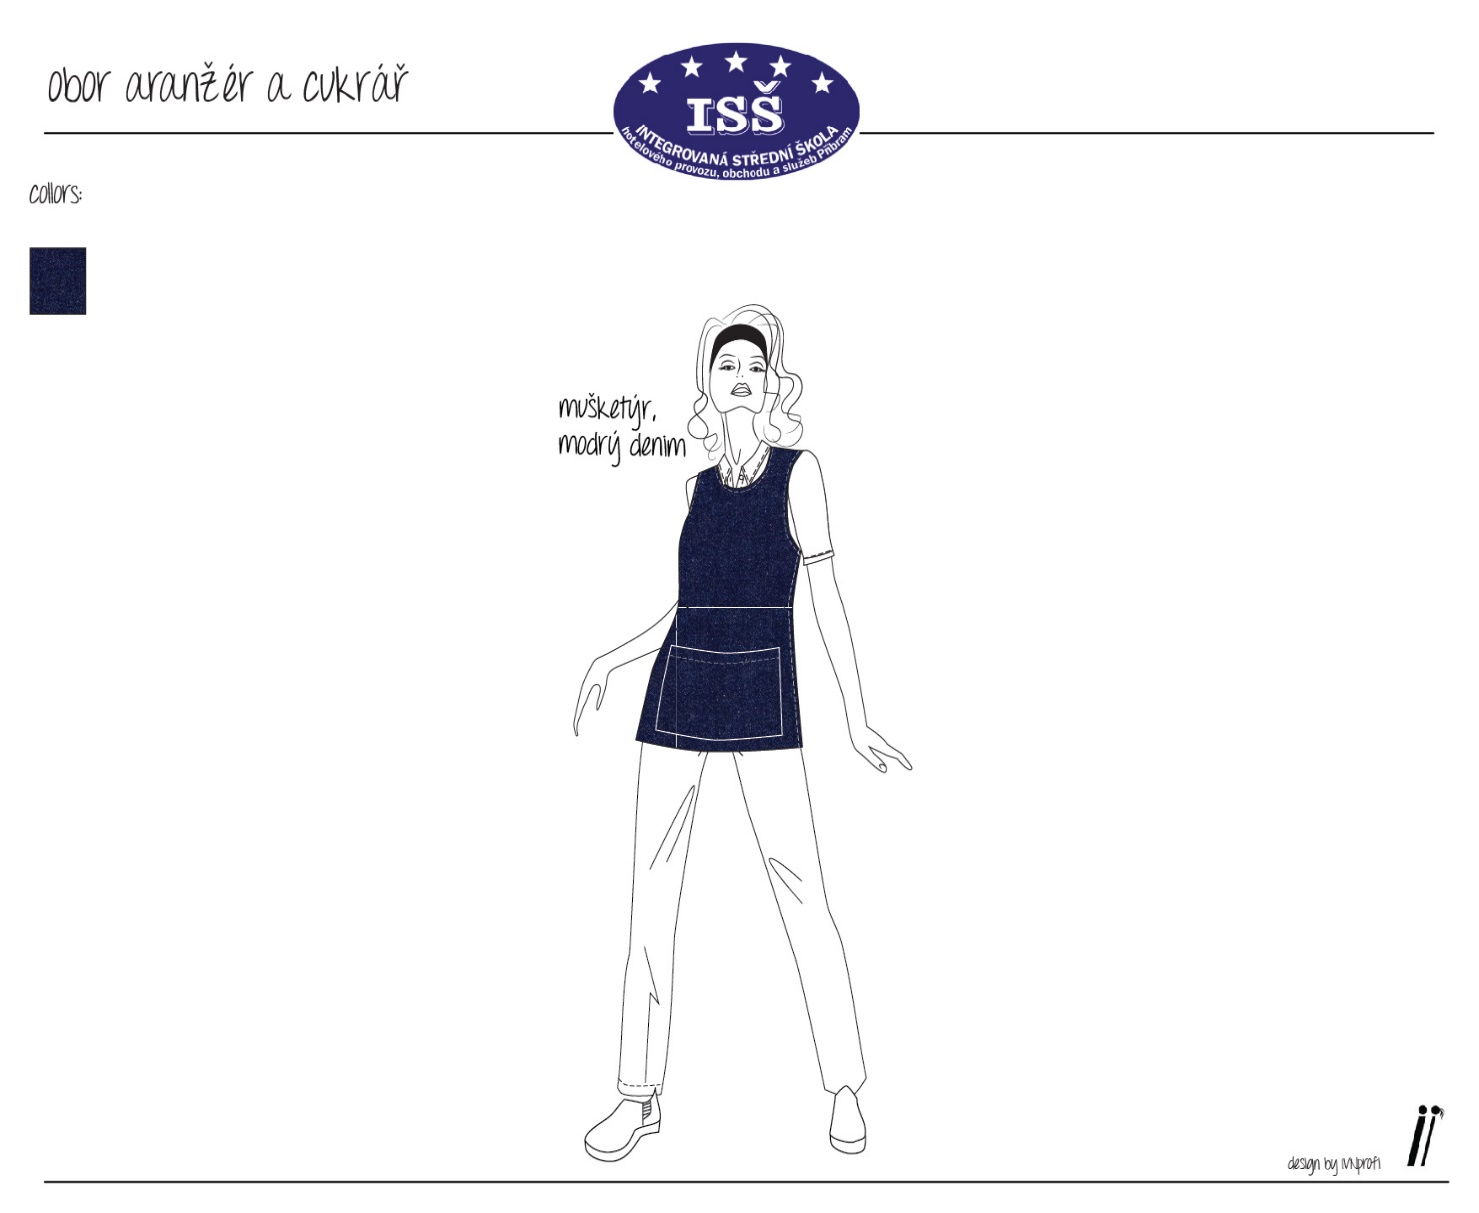 obor aranžér a cukrář
ISŠ
INTEGROVANÁ STŘEDNÍ ŠKOLA
hotelového provozu, obchodu a služeb Příbram
collors:
mušketýr,
modrý denim
design by IVNprofi